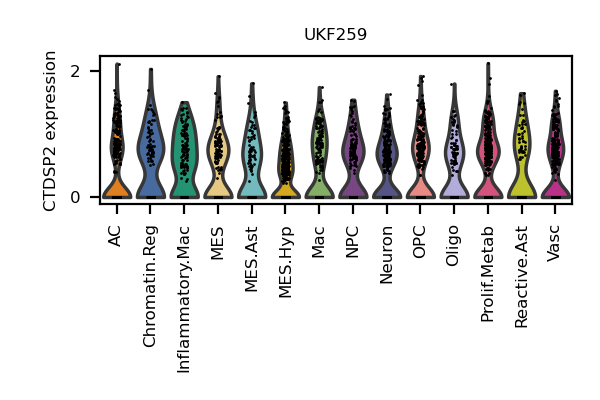 UKF259
CTDSP2 expression
2
0
AC
Chromatin.Reg
Inflammatory.Mac
MES
MES.Ast
MES.Hyp
Mac
NPC
Neuron
OPC
Oligo
Prolif.Metab
Reactive.Ast
Vasc